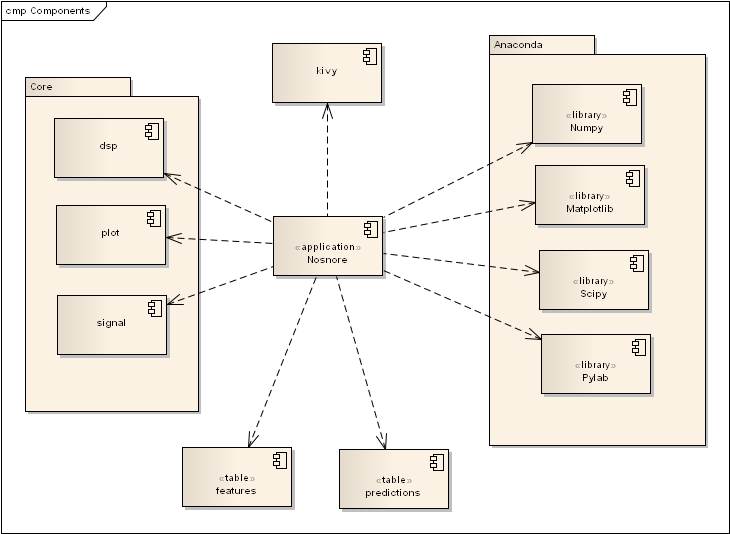 cmp Components
kivy
Anaconda
Core
«library»
Numpy
dsp
«library»
Matplotlib
plot
«application»
Nosnore
«library»
Scipy
signal
«library»
Pylab
«table»
features
«table»
predictions